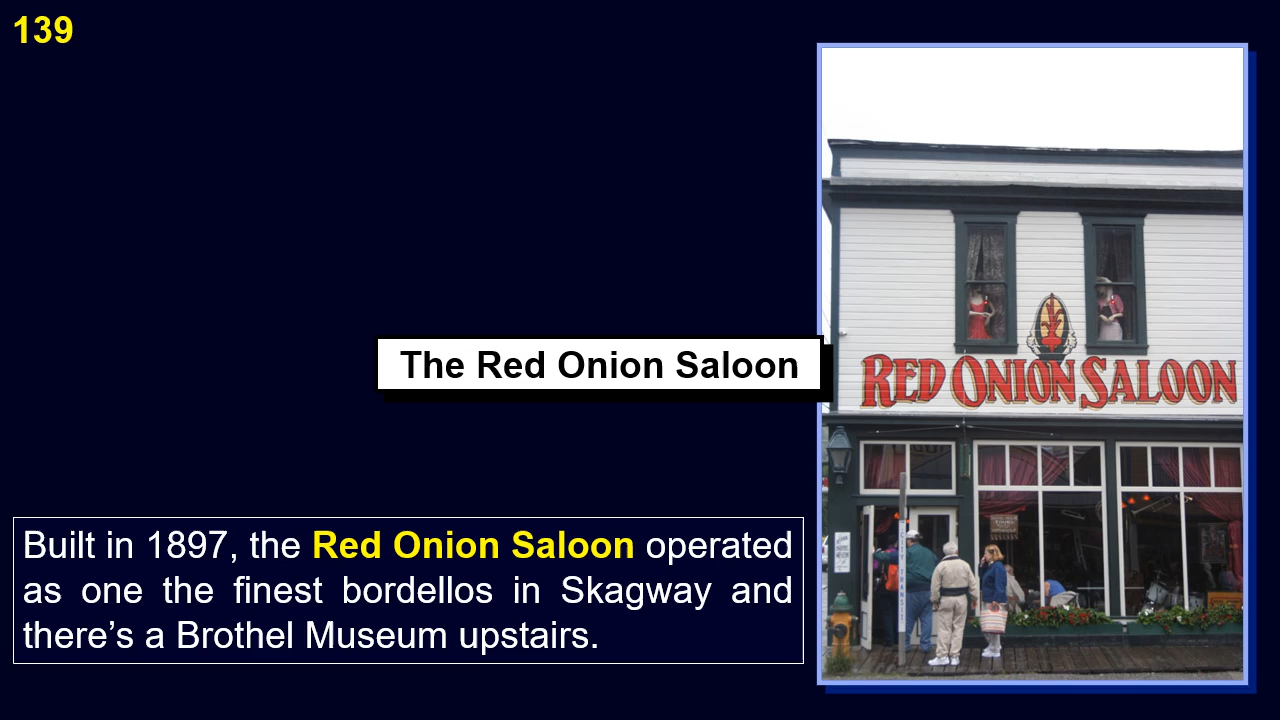 139
The Red Onion Saloon
RED ONION SALOON
Built in 1897, the Red Onion Saloon operated
as one the finest bordellos in Skagway and
there’s a Brothel Museum upstairs.